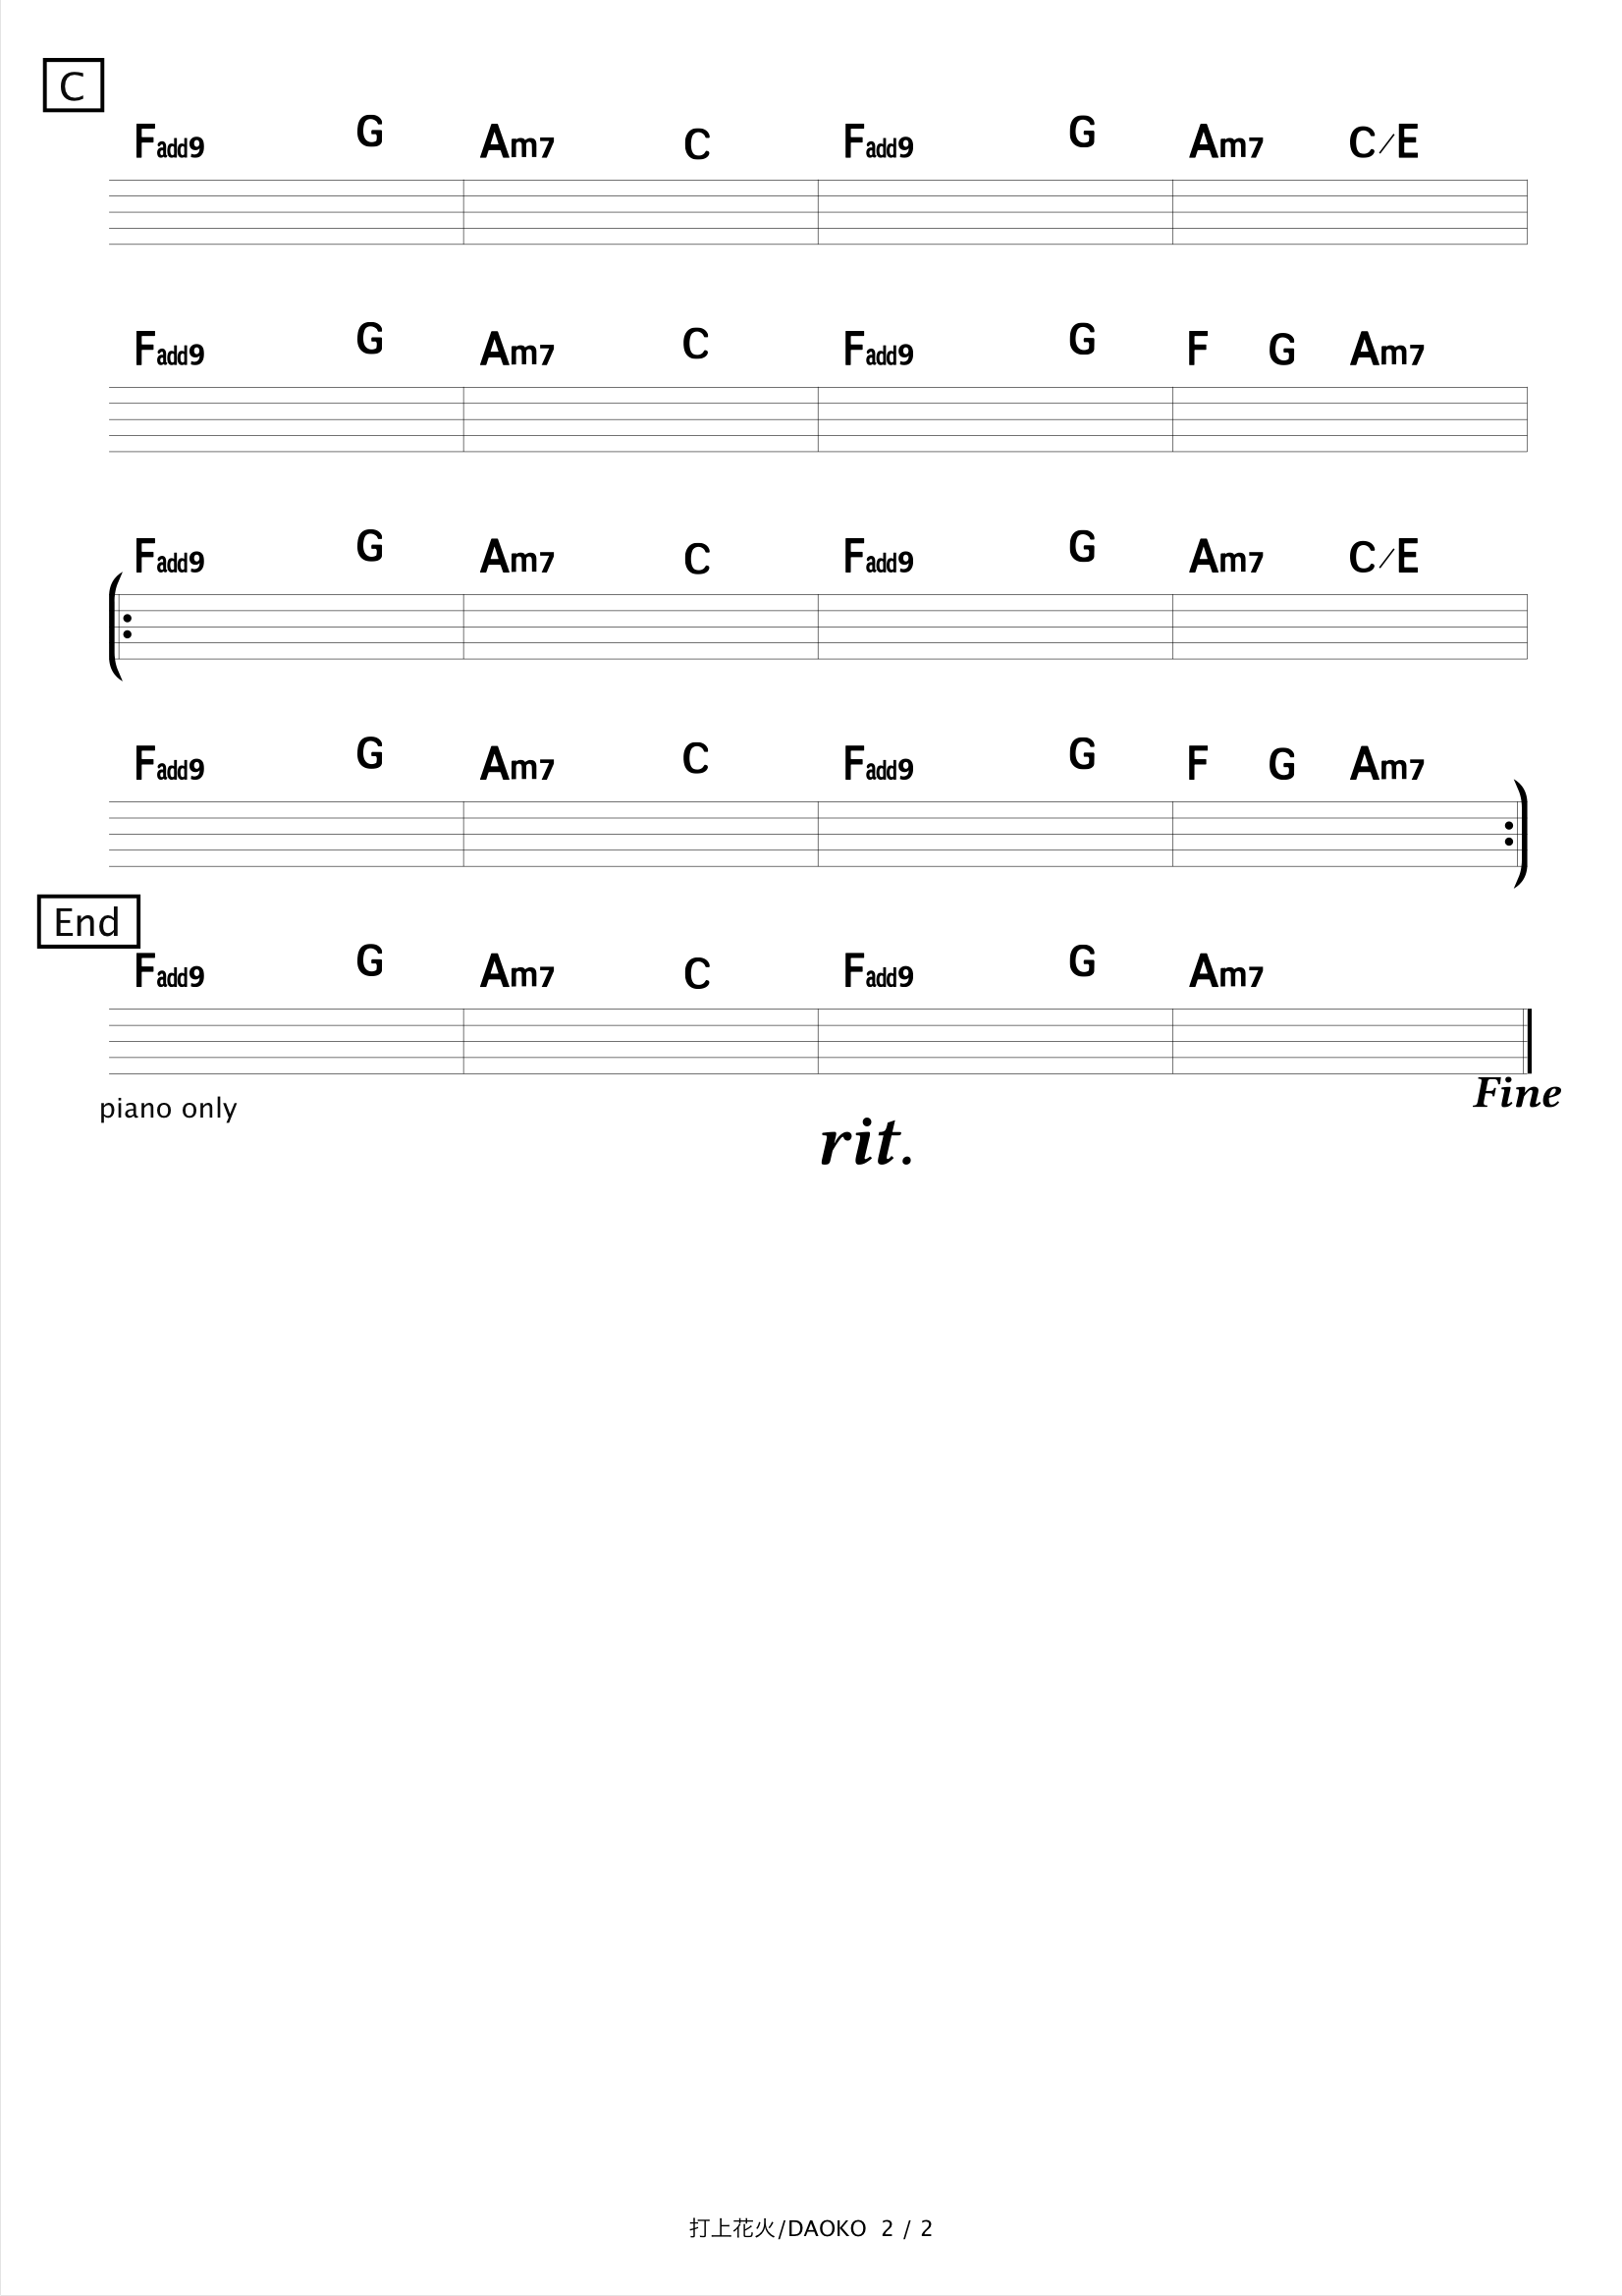 C
Fadd9 G Am7 C Fadd9 G Am7 C/E
Fadd9 G Am7 C Fadd9 G F G Am7
Fadd9 G Am7 C Fadd9 G Am7 C/E
Fadd9 G Am7 C Fadd9 G F G Am7
End
Fadd9 G Am7 C Fadd9 G Am7
Fine
piano only
rit.
打上花火/DAOKO 2 / 2